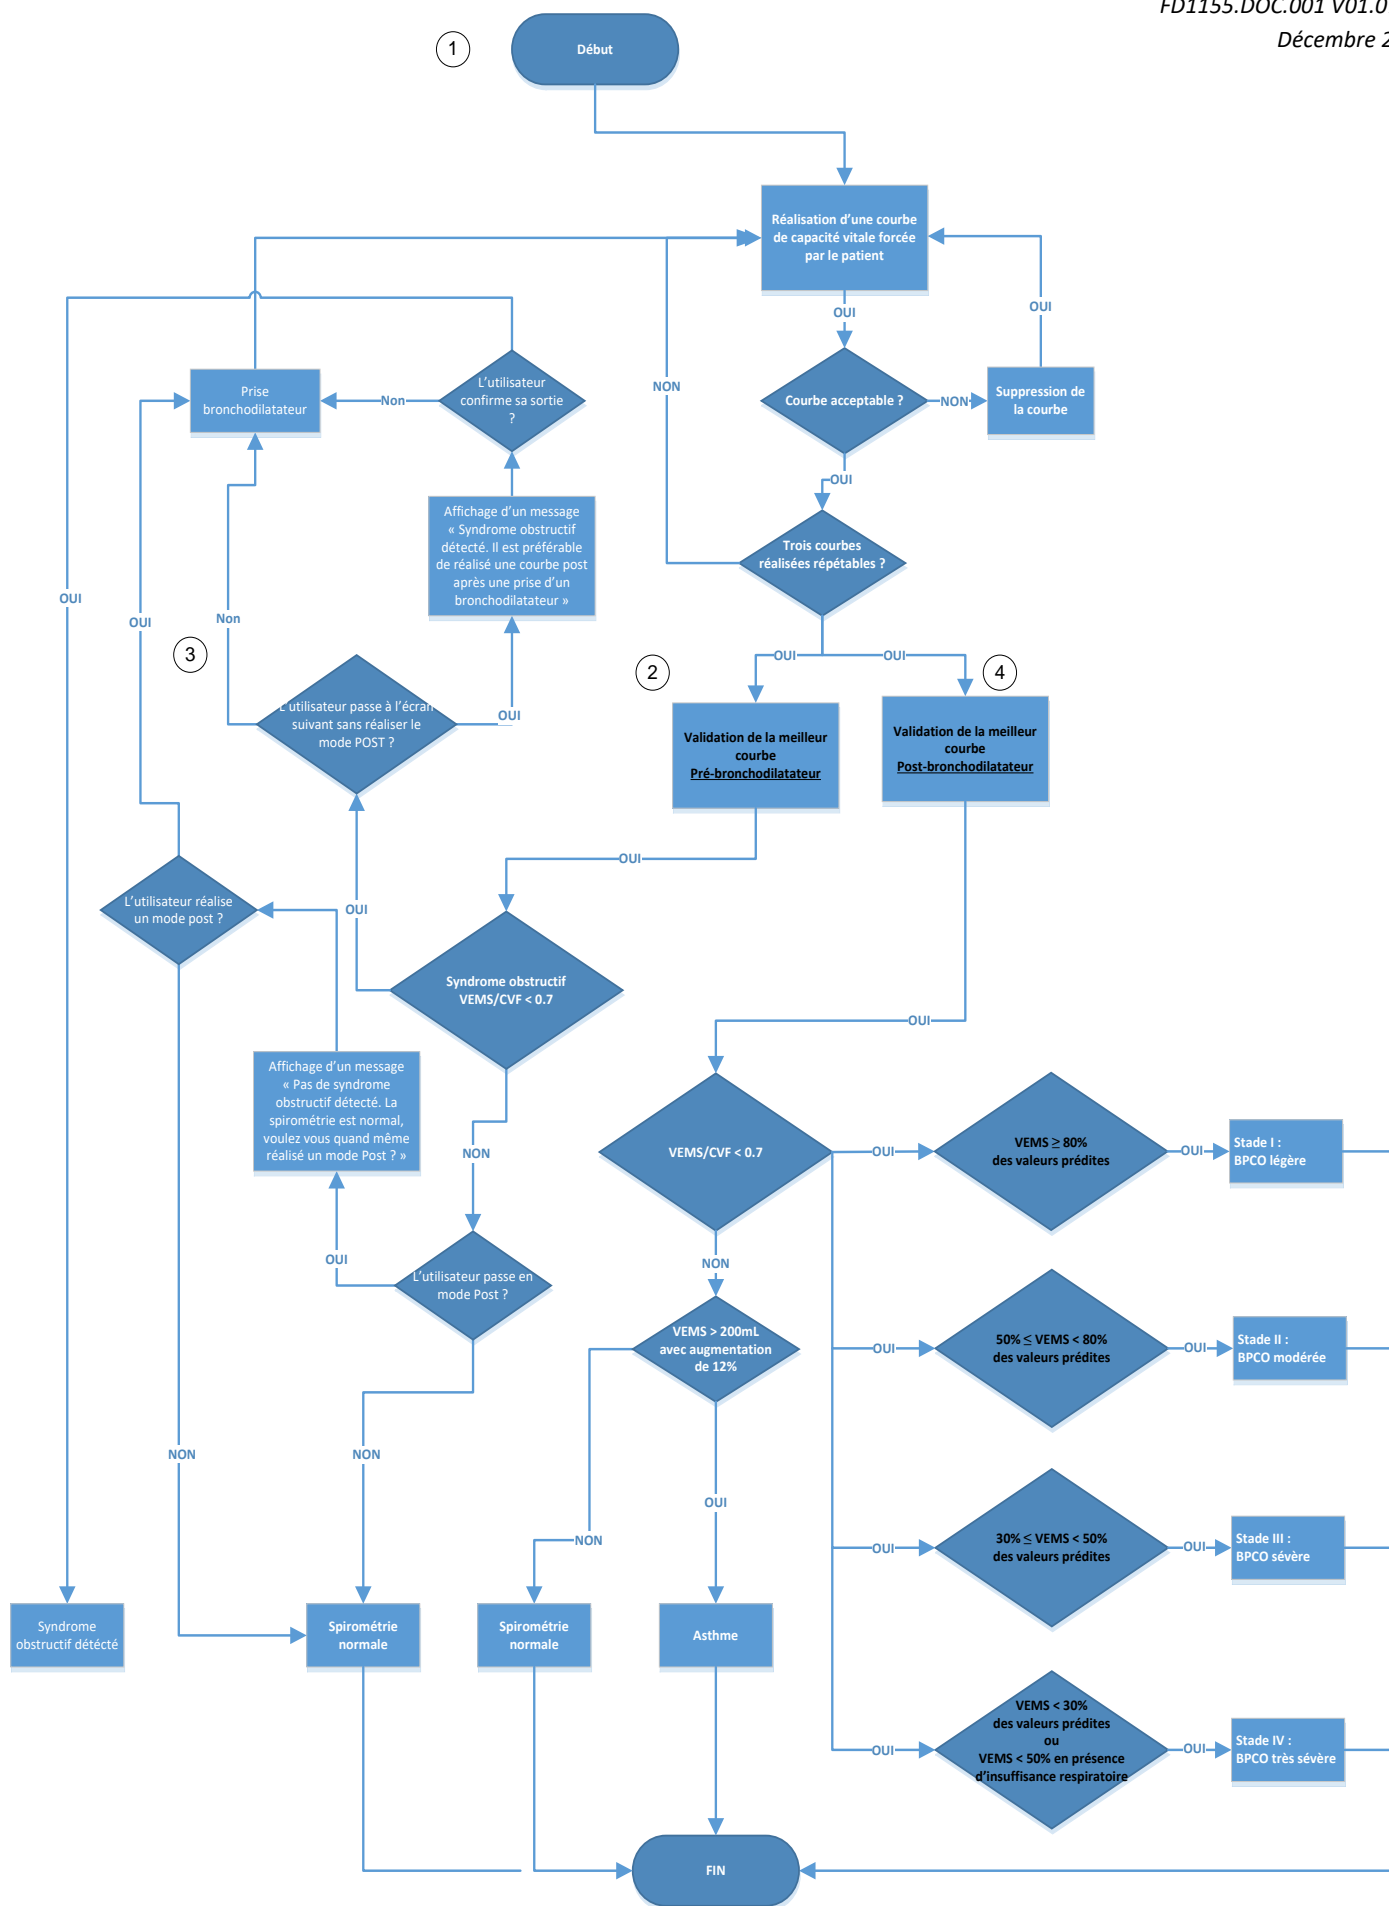 FD1155.DOC.001 V01.0
Décembre 2
1
Début
Réalisation d'une courbe
de capacité vitale forcée
par le patient
OUI
OUI
Prise
bronchodilatateur
Non
L'utilisateur
confirme sa sortie
?
NON
Courbe acceptable ?
NON
Suppression de
la courbe
OUI
Affichage d'un message
« Syndrome obstructif
détecté. Il est préférable
de réalisé une courbe post
après une prise d'un
bronchodilatateur »
Trois courbes
réalisées répétables ?
OUI
OUI
Non
3
OUI
OUI
2
4
L'utilisateur passe à l'écran
suivant sans réaliser le
mode POST ?
OUI
Validation de la meilleur
courbe
Pré-bronchodilatateur
Validation de la meilleur
courbe
Post-bronchodilatateur
OUI
L'utilisateur réalise
un mode post ?
OUI
Syndrome obstructif
VEMS/CVF < 0.7
OUI
Affichage d'un message
« Pas de syndrome
obstructif détecté. La
spirométrie est normal,
voulez vous quand même
réalisé un mode Post ? »
NON
VEMS/CVF < 0.7
OUI
VEMS ≥ 80%
des valeurs prédites
OUI
Stade I :
BPCO légère
OUI
L'utilisateur passe en
mode Post ?
NON
VEMS > 200mL
avec augmentation
de 12%
OUI
50% ≤ VEMS < 80%
des valeurs prédites
OUI
Stade II :
BPCO modérée
NON
NON
OUI
NON
OUI
30% ≤ VEMS < 50%
des valeurs prédites
OUI
Stade III :
BPCO sévère
Syndrome
obstructif détécté
Spirométrie
normale
Spirométrie
normale
Asthme
OUI
VEMS < 30%
des valeurs prédites
ou
VEMS < 50% en présence
d'insuffisance respiratoire
OUI
Stade IV :
BPCO très sévère
FIN